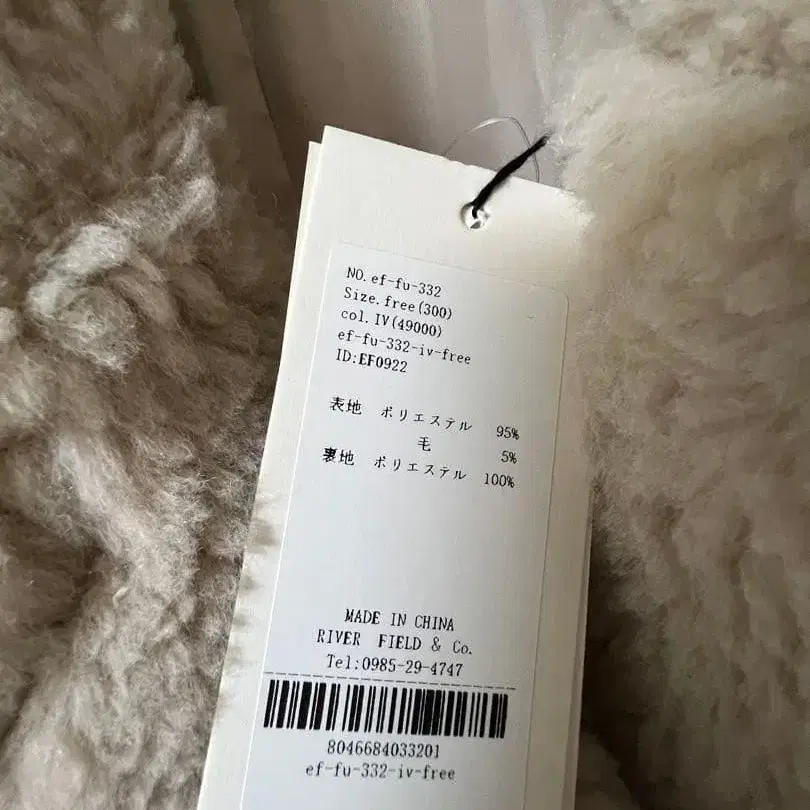 NO.ef-fu-332
Size.free(300)
col.IV(49000)
ef-fu-332-iv-free
ID:EF0922
表地 ポリエステル 95%
毛 5%
裏地 ポリエステル 100%
MADE IN CHINA
RIVER FIELD & Co.
Tel:0985-29-4747
8046684033201
ef-fu-332-iv-free